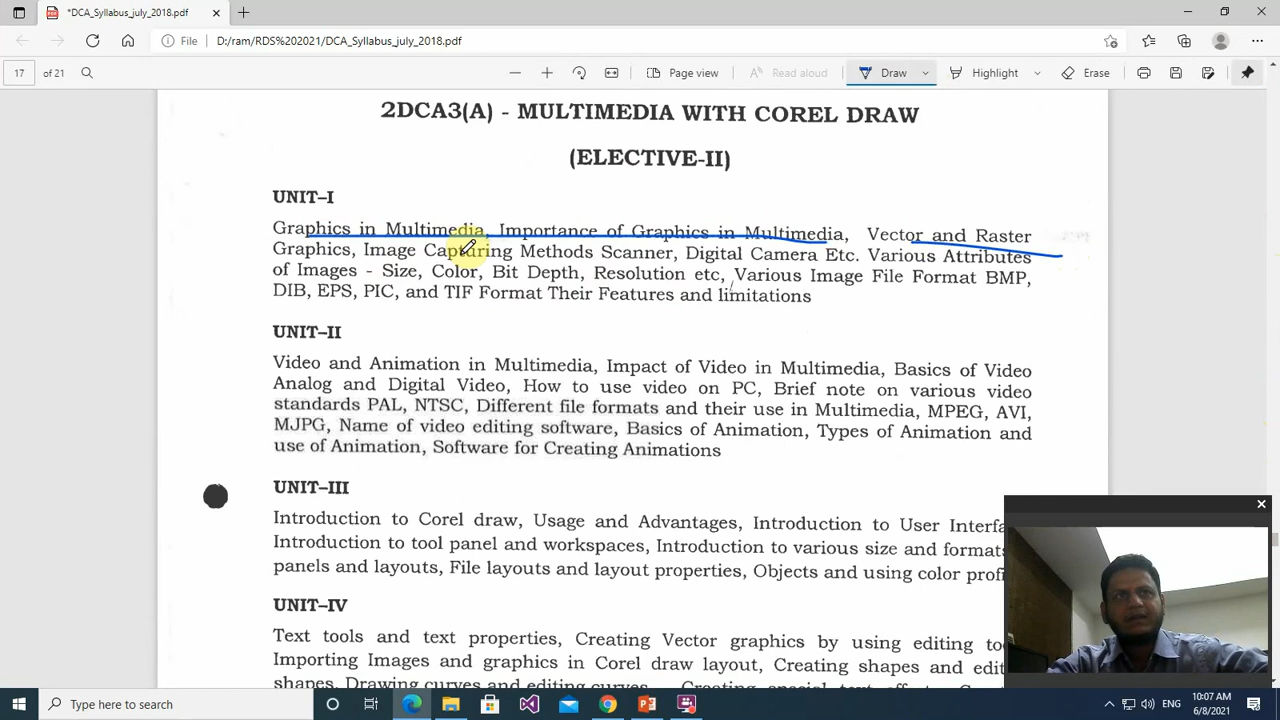 *DCA_Syllabus_july_2018.pdf
File D:/ram/RDS%202021/DCA_Syllabus_july_2018.pdf
17 of 21 Page view Read aloud Draw Highlight Erase
2DCA3(A) - MULTIMEDIA WITH COREL DRAW
(ELECTIVE-II)
UNIT–I
Graphics in Multimedia, Importance of Graphics in Multimedia, Vector and Raster
Graphics, Image Capturing Methods Scanner, Digital Camera Etc. Various Attributes
of Images - Size, Color, Bit Depth, Resolution etc, Various Image File Format BMP,
DIB, EPS, PIC, and TIF Format Their Features and limitations
UNIT–II
Video and Animation in Multimedia, Impact of Video in Multimedia, Basics of Video
Analog and Digital Video, How to use video on PC, Brief note on various video
standards PAL, NTSC, Different file formats and their use in Multimedia, MPEG, AVI,
MJPG, Name of video editing software, Basics of Animation, Types of Animation and
use of Animation, Software for Creating Animations
UNIT–III
Introduction to Corel draw, Usage and Advantages, Introduction to User Interfa
Introduction to tool panel and workspaces, Introduction to various size and formats
panels and layouts, File layouts and layout properties, Objects and using color profi
UNIT–IV
Text tools and text properties, Creating Vector graphics by using editing too
Importing Images and graphics in Corel draw layout, Creating shapes and edit
shapes, Drawing curves and editing curves,
Type here to search
ENG
10:07 AM
6/8/2021